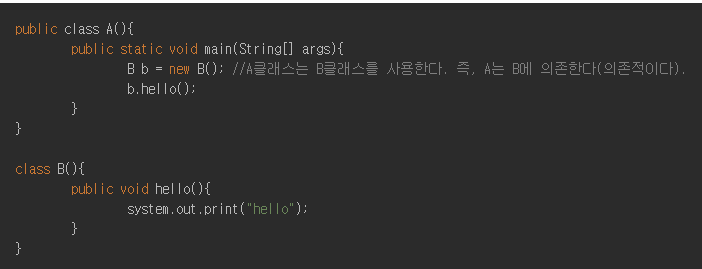 public class A(){
public static void main(String[] args){
B b = new B(); //A클래스는 B클래스를 사용한다. 즉, A는 B에 의존한다(의존적이다).
b.hello();
}
}
class B(){
public void hello(){
system.out.print("hello");
}
}